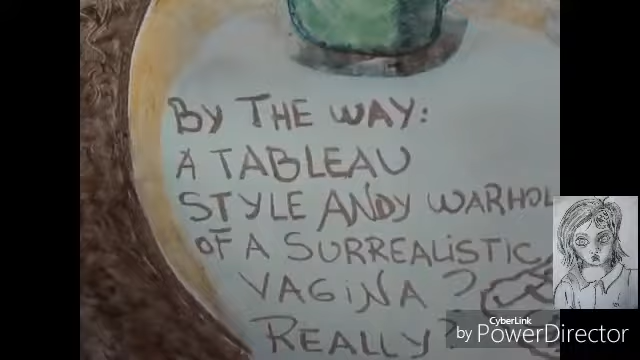 BY THE WAY:
A TABLEAU
STYLE ANDY WARHOL
OF A SURREALISTIC
VAGINA?
REALLY?
CyberLink
by PowerDirector